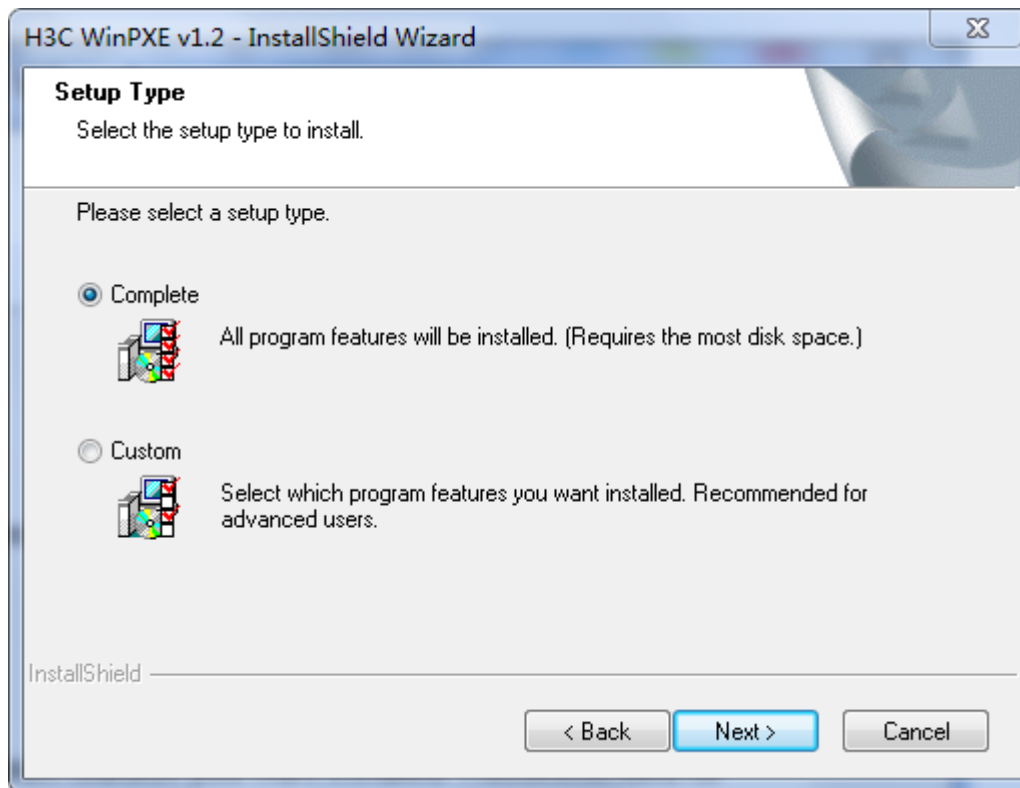 H3C WinPXE v1.2 - InstallShield Wizard
Setup Type
Select the setup type to install.
Please select a setup type.
Complete
All program features will be installed. (Requires the most disk space.)
Custom
Select which program features you want installed. Recommended for
advanced users.
InstallShield
< Back
Next >
Cancel